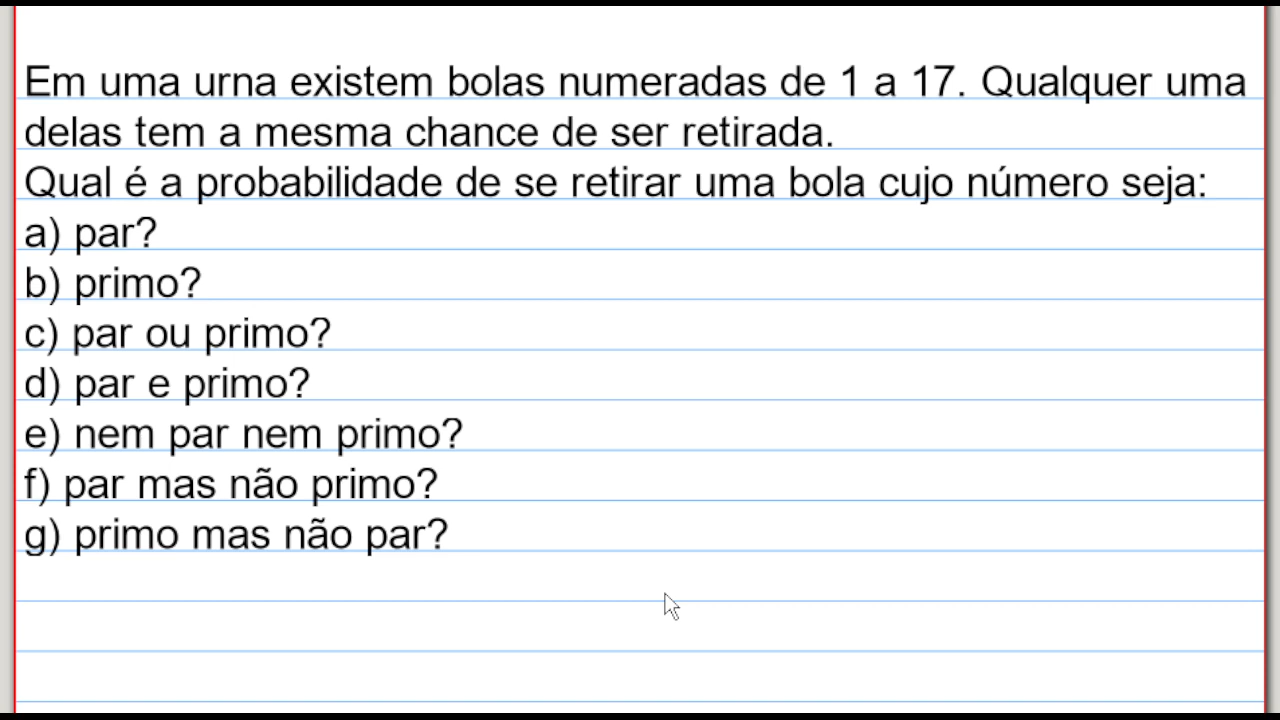 Em uma urna existem bolas numeradas de 1 a 17. Qualquer uma
delas tem a mesma chance de ser retirada.
Qual é a probabilidade de se retirar uma bola cujo número seja:
a) par?
b) primo?
c) par ou primo?
d) par e primo?
e) nem par nem primo?
f) par mas não primo?
g) primo mas não par?